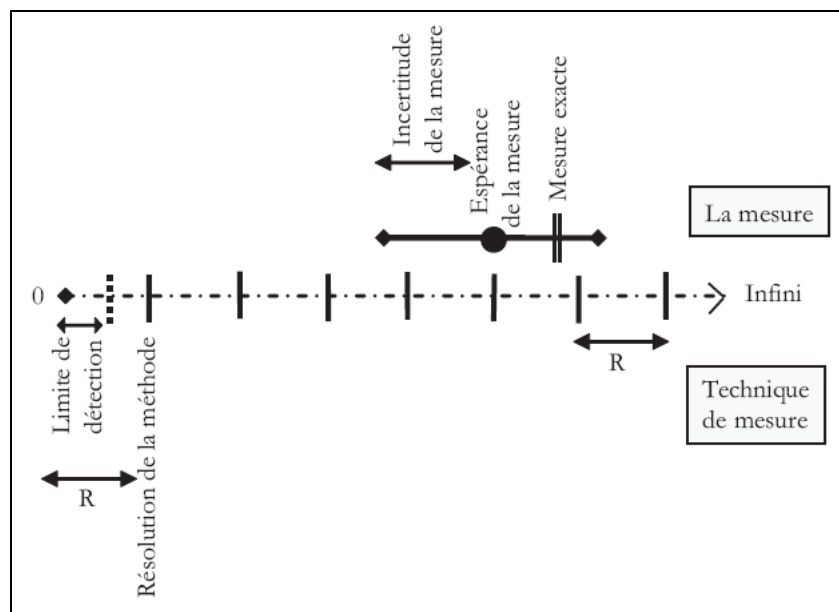 Incertitude
de la mesure
Espérance
de la mesure
Mesure exacte
La mesure
0
Infini
Limite de
détection
Résolution de la méthode
R
R
Technique
de mesure